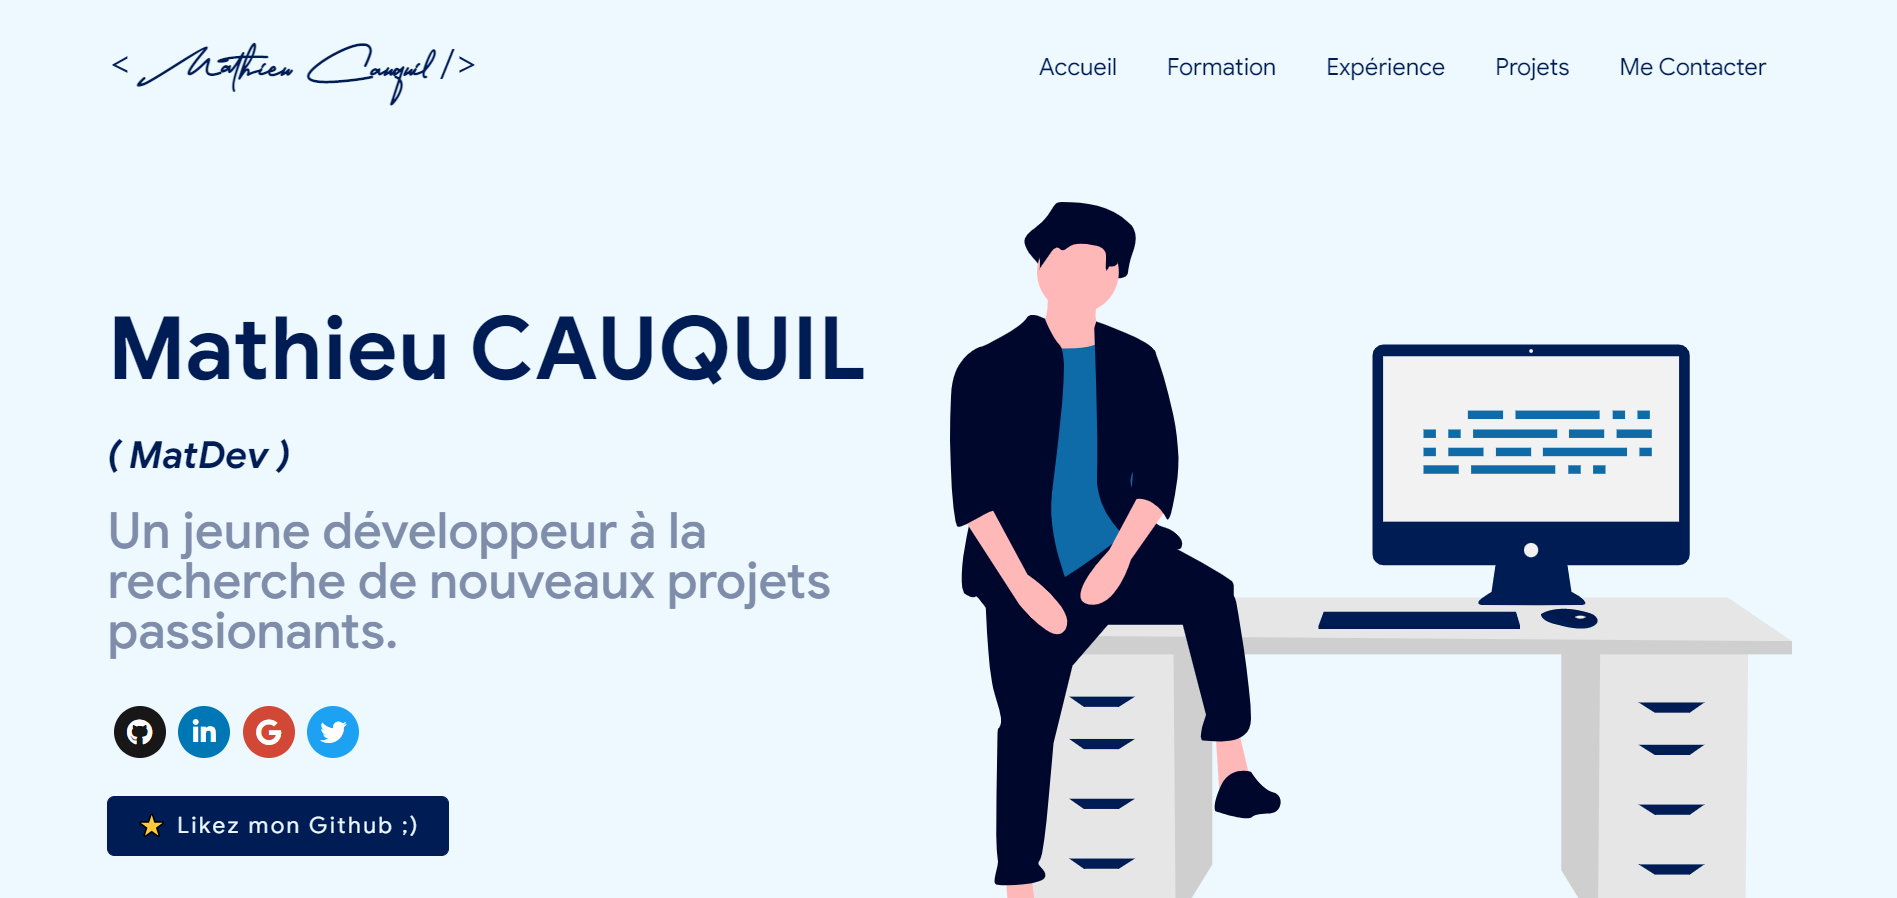 < Mathieu Cauquil />
Accueil Formation Expérience Projets Me Contacter
Mathieu CAUQUIL
( MatDev )
Un jeune développeur à la
recherche de nouveaux projets
passionants.
in G
Likez mon Github ;)